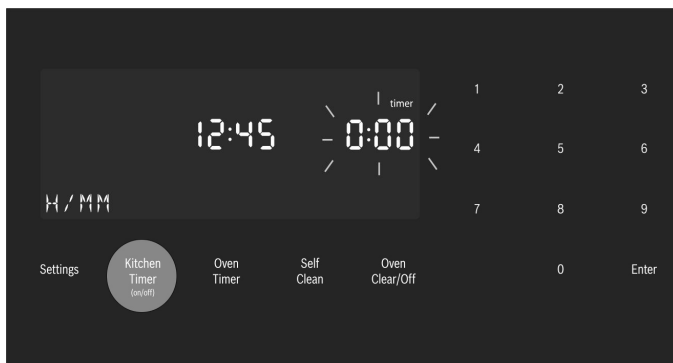 timer
12:45
0:00
H/MM
1 2 3
4 5 6
7 8 9
0 Enter
Settings
Kitchen
Timer
(on/off)
Oven
Timer
Self
Clean
Oven
Clear/Off